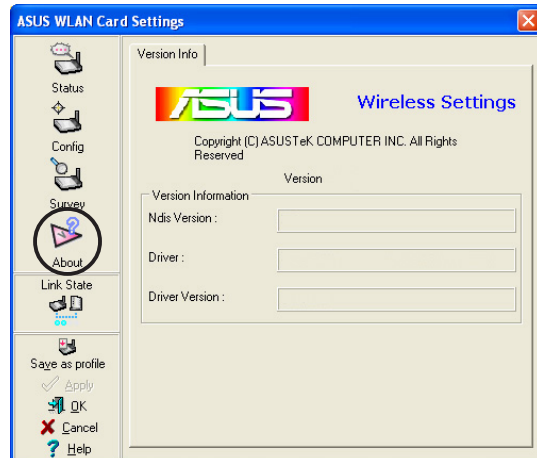 ASUS WLAN Card Settings
Status
Config
Survey
About
Link State
Save as profile
Apply
OK
Cancel
Help
Version Info
ASUS
Wireless Settings
Copyright (C) ASUSTeK COMPUTER INC. All Rights
Reserved
Version
Version Information
Ndis Version :
Driver :
Driver Version :